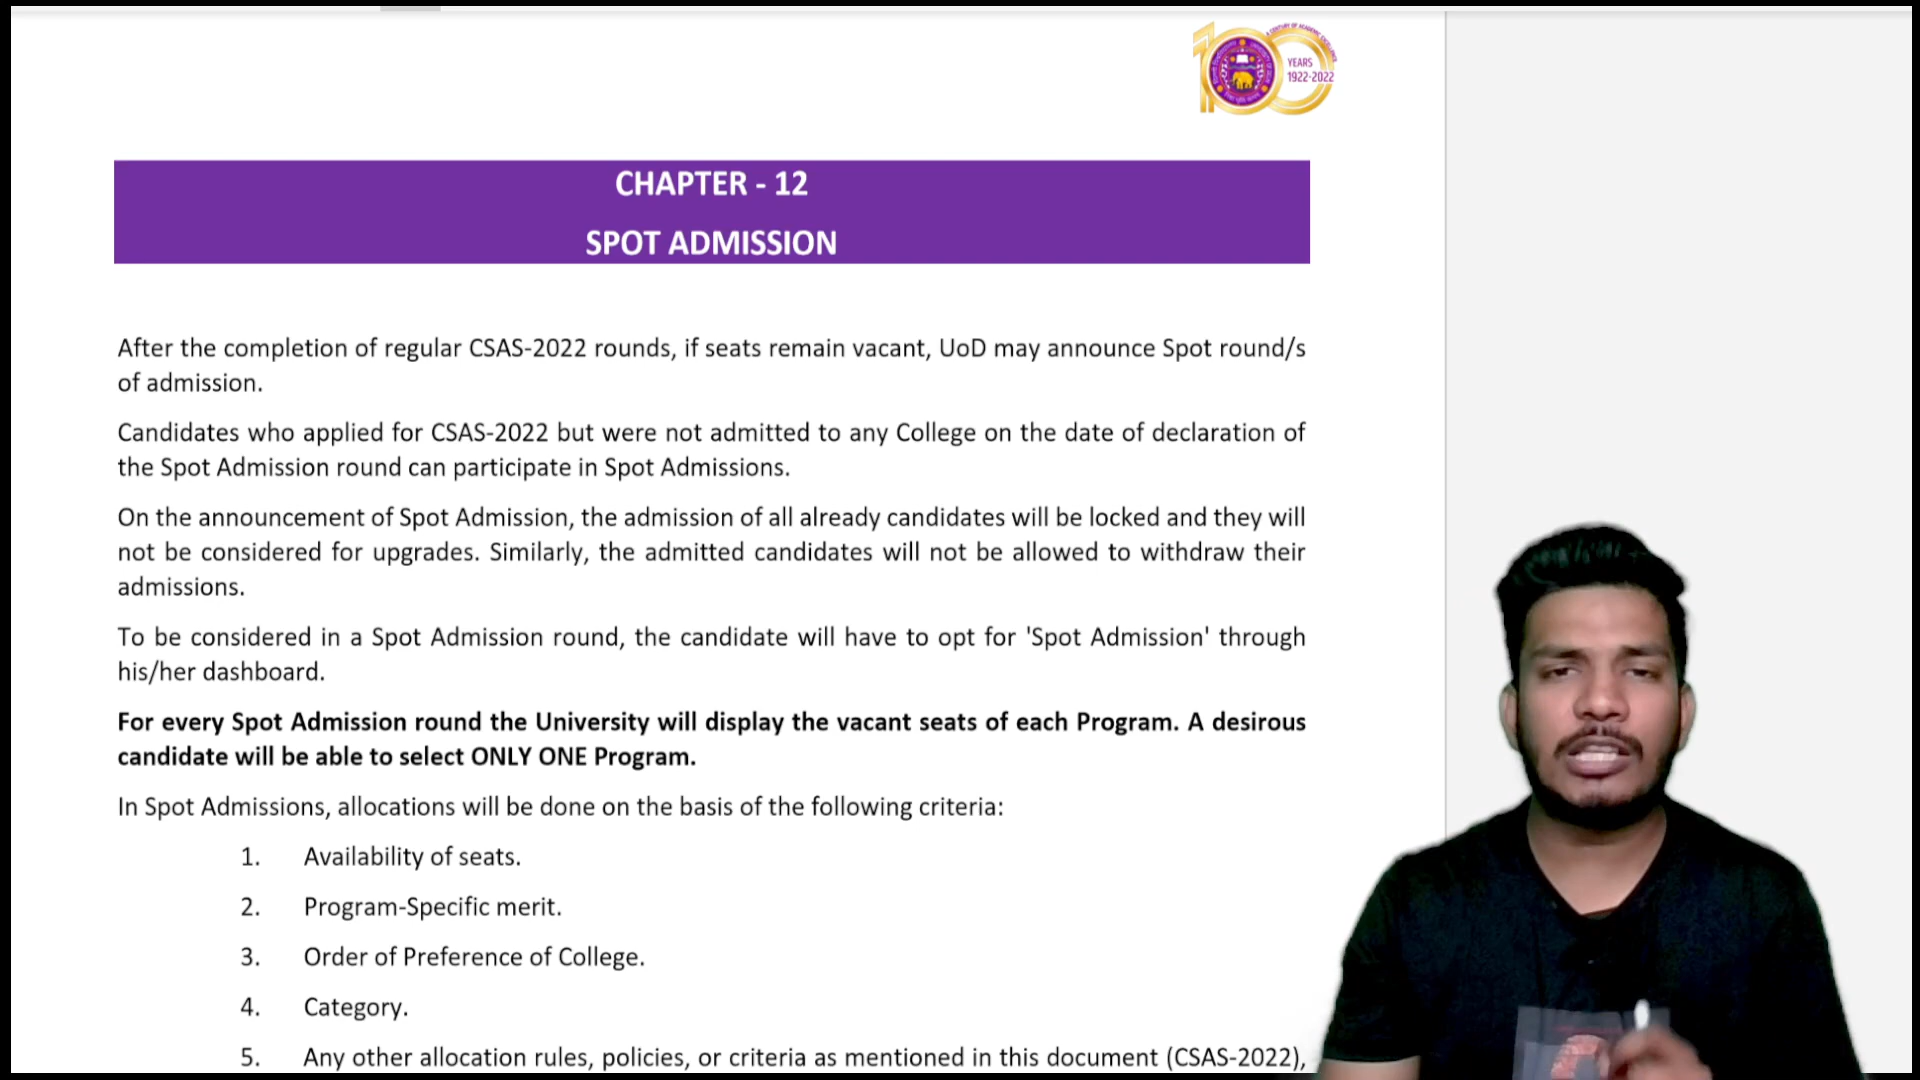 YEARS
1922-2022
CHAPTER - 12
SPOT ADMISSION
After the completion of regular CSAS-2022 rounds, if seats remain vacant, UoD may announce Spot round/s
of admission.
Candidates who applied for CSAS-2022 but were not admitted to any College on the date of declaration of
the Spot Admission round can participate in Spot Admissions.
On the announcement of Spot Admission, the admission of all already candidates will be locked and they will
not be considered for upgrades. Similarly, the admitted candidates will not be allowed to withdraw their
admissions.
To be considered in a Spot Admission round, the candidate will have to opt for 'Spot Admission' through
his/her dashboard.
For every Spot Admission round the University will display the vacant seats of each Program. A desirous
candidate will be able to select ONLY ONE Program.
In Spot Admissions, allocations will be done on the basis of the following criteria:
1. Availability of seats.
2. Program-Specific merit.
3. Order of Preference of College.
4. Category.
5. Any other allocation rules, policies, or criteria as mentioned in this document (CSAS-2022),